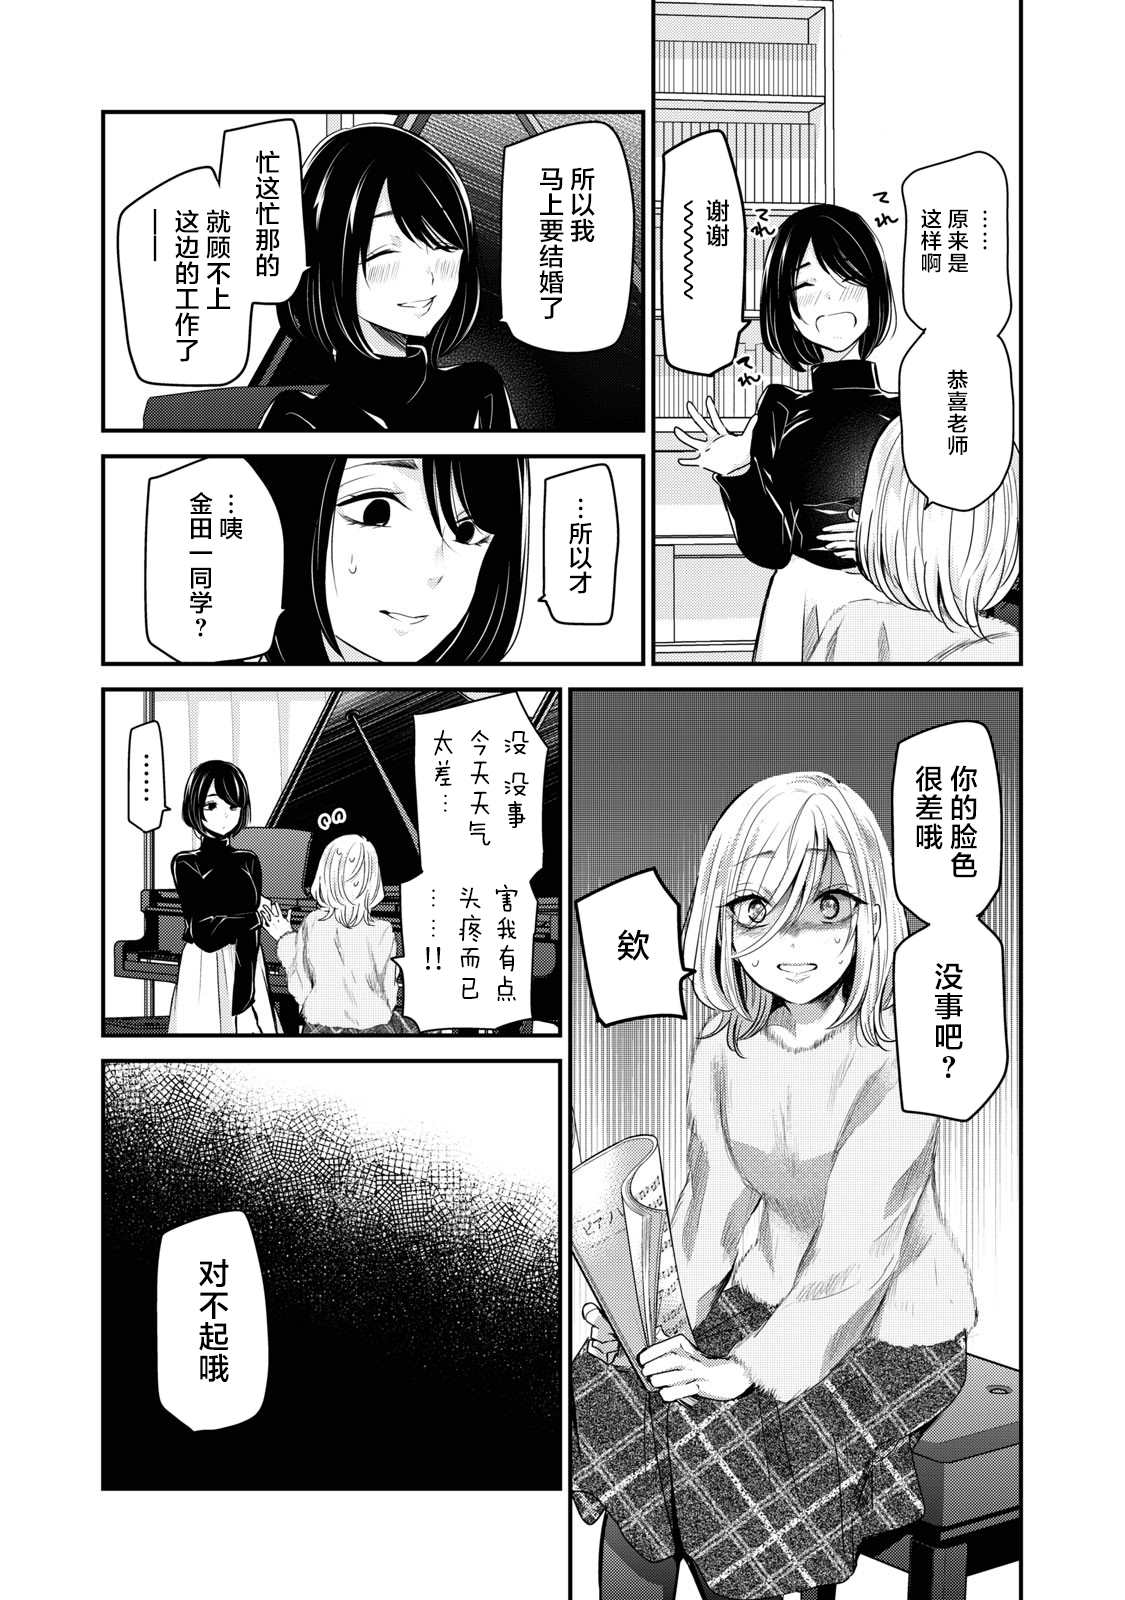 ……
原来是
这样啊
恭喜老师
てれ
てれ
てれ
谢谢
所以我
马上要结婚了
忙这忙那的
就顾不上
这边的工作了
——
…所以才
…咦
金田一同学?
你的脸色
很差哦
没事吧?
欸
ピアノ
没 没事
今天天气
太差…
害我有点
头疼而已
……!!
……
对不起哦